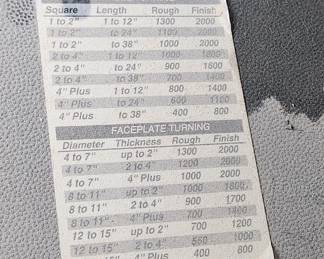 Square Length Rough Finish
1 to 2" 1 to 12" 1300 2000
1 to 2" to 24" 1100 2000
1 to 2" to 38" 1000 2000
2 to 4" 1 to 12" 1000 1800
2 to 4" to 24" 900 1600
2 to 4" to 38" 700 1400
4" Plus 1 to 12" 800 1400
4" Plus to 24" 600 1100
4" Plus to 38" 400 800
FACEPLATE TURNING
Diameter Thickness Rough Finish
4 to 7" up to 2" 1300 2000
4 to 7" 2 to 4" 1200 2000
4 to 7" 4" Plus 1000 2000
8 to 11" up to 2" 1000 1800
8 to 11" 2 to 4" 900 1700
8 to 11" 4" Plus 700 1400
12 to 15" up to 2" 700 1200
12 to 15" 2 to 4" 550 1000
4" Plus 400 800